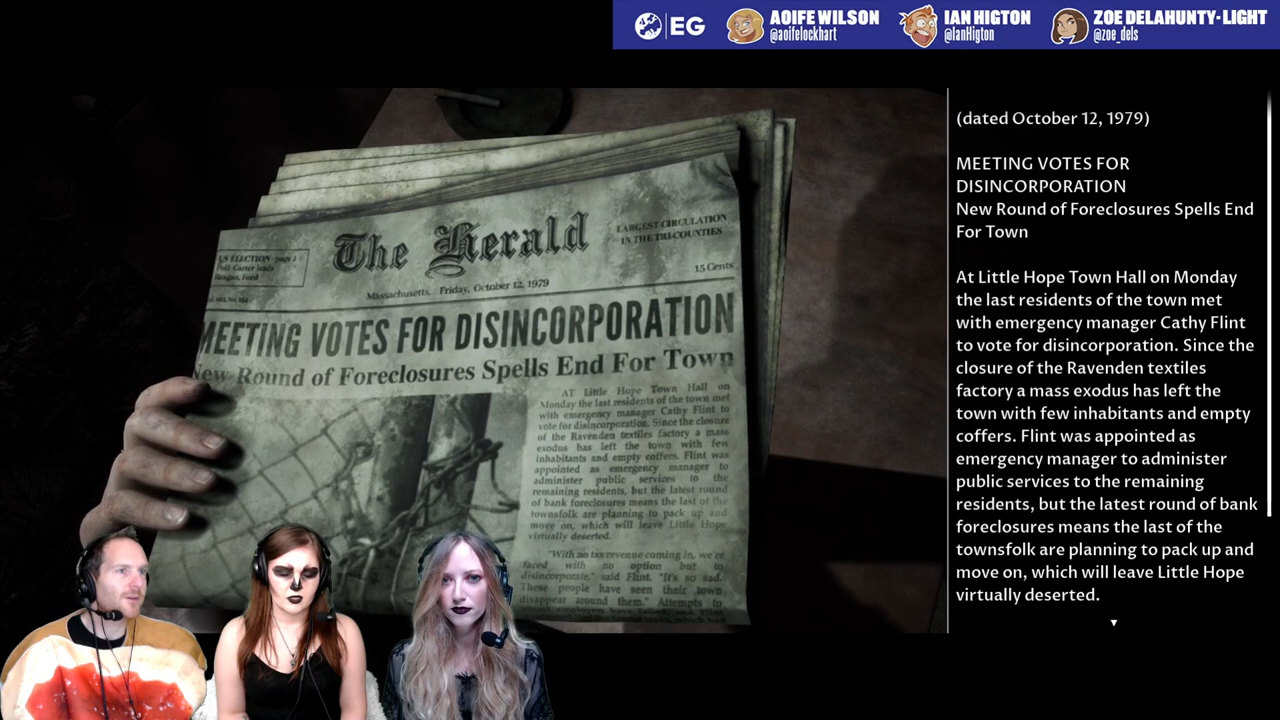 EG
AOIFE WILSON
@aoifelockhart
IAN HIGTON
@IanHigton
ZOE DELAHUNTY-LIGHT
@zoe_dels
US ELECTION page 2
Poll: Carter leads
Reagan, Ford
The Herald
LARGEST CIRCULATION
IN THE TRI-COUNTIES
15 Cents
Massachusetts. Friday, October 12, 1979
MEETING VOTES FOR DISINCORPORATION
New Round of Foreclosures Spells End For Town
AT Little Hope Town Hall on
Monday the last residents of the town met
with emergency manager Cathy Flint to
vote for disincorporation. Since the closure
of the Ravenden textiles factory a mass
exodus has left the town with few
inhabitants and empty coffers. Flint was
appointed as emergency manager to
administer public services to the
remaining residents, but the latest round
of bank foreclosures means the last of the
townsfolk are planning to pack up and
move on, which will leave Little Hope
virtually deserted.
"With no tax revenue coming in, we're
faced with no option but to
disincorporate," said Flint. "It's so sad.
These people have seen their town
disappear around them." Attempts to
(dated October 12, 1979)
MEETING VOTES FOR
DISINCORPORATION
New Round of Foreclosures Spells End
For Town
At Little Hope Town Hall on Monday
the last residents of the town met
with emergency manager Cathy Flint
to vote for disincorporation. Since the
closure of the Ravenden textiles
factory a mass exodus has left the
town with few inhabitants and empty
coffers. Flint was appointed as
emergency manager to administer
public services to the remaining
residents, but the latest round of bank
foreclosures means the last of the
townsfolk are planning to pack up and
move on, which will leave Little Hope
virtually deserted.